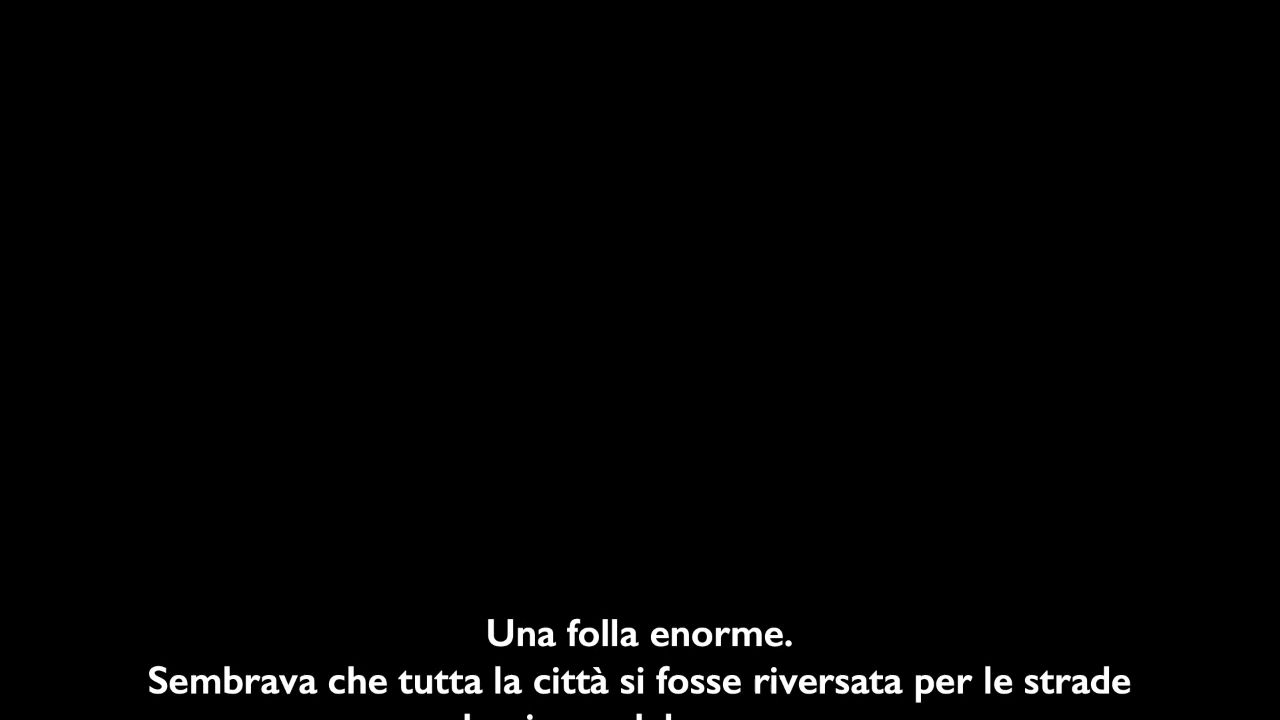 Una folla enorme.
Sembrava che tutta la città si fosse riversata per le strade